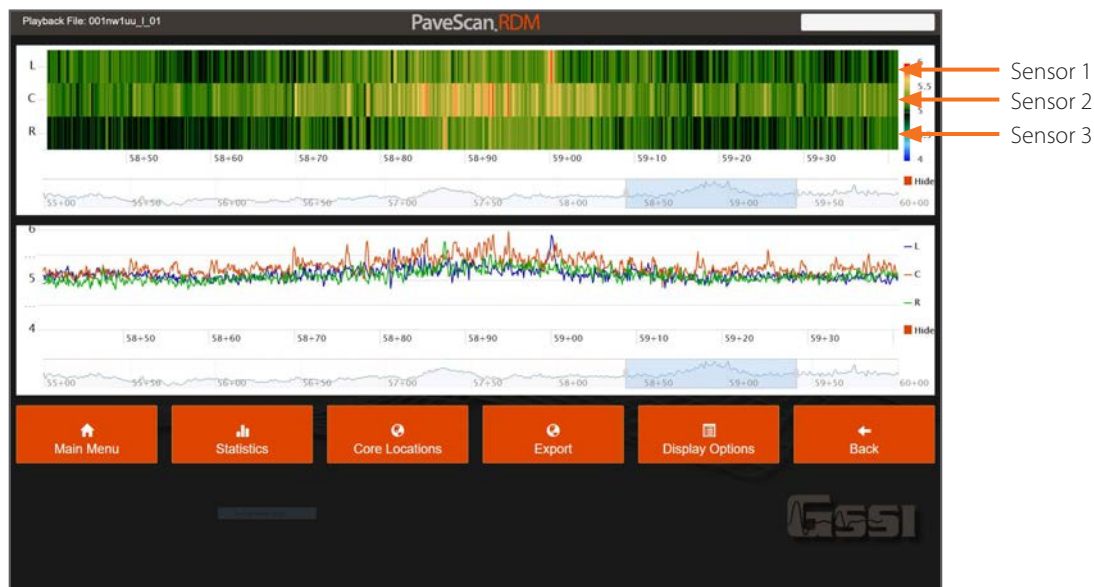 Playback File: 001nw1uu_l_01
PaveScan RDM
L
C
R
6
5.5
5
4
Sensor 1
Sensor 2
Sensor 3
58+50 58+60 58+70 58+80 58+90 59+00 59+10 59+20 59+30
Hide
55+00 55+50 56+00 56+50 57+00 57+50 58+00 58+50 59+00 59+50 60+00
6
...
5
...
4
L
C
R
58+50 58+60 58+70 58+80 58+90 59+00 59+10 59+20 59+30
Hide
55+00 55+50 56+00 56+50 57+00 57+50 58+00 58+50 59+00 59+50 60+00
Main Menu
Statistics
Core Locations
Export
Display Options
Back
GSSI